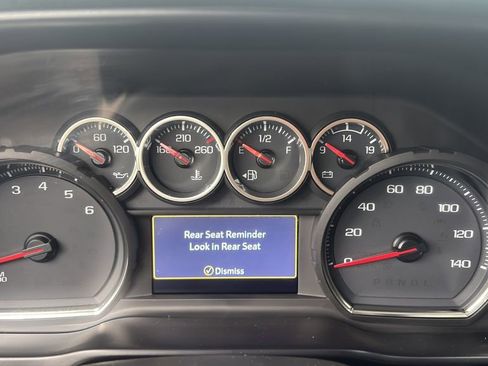 0 60 120
160 210 260
E 1/2 F
9 14 19
3 4 5 6
Rear Seat Reminder
Look in Rear Seat
Dismiss
0 20 40 60 80 100 120 140
PRNDL